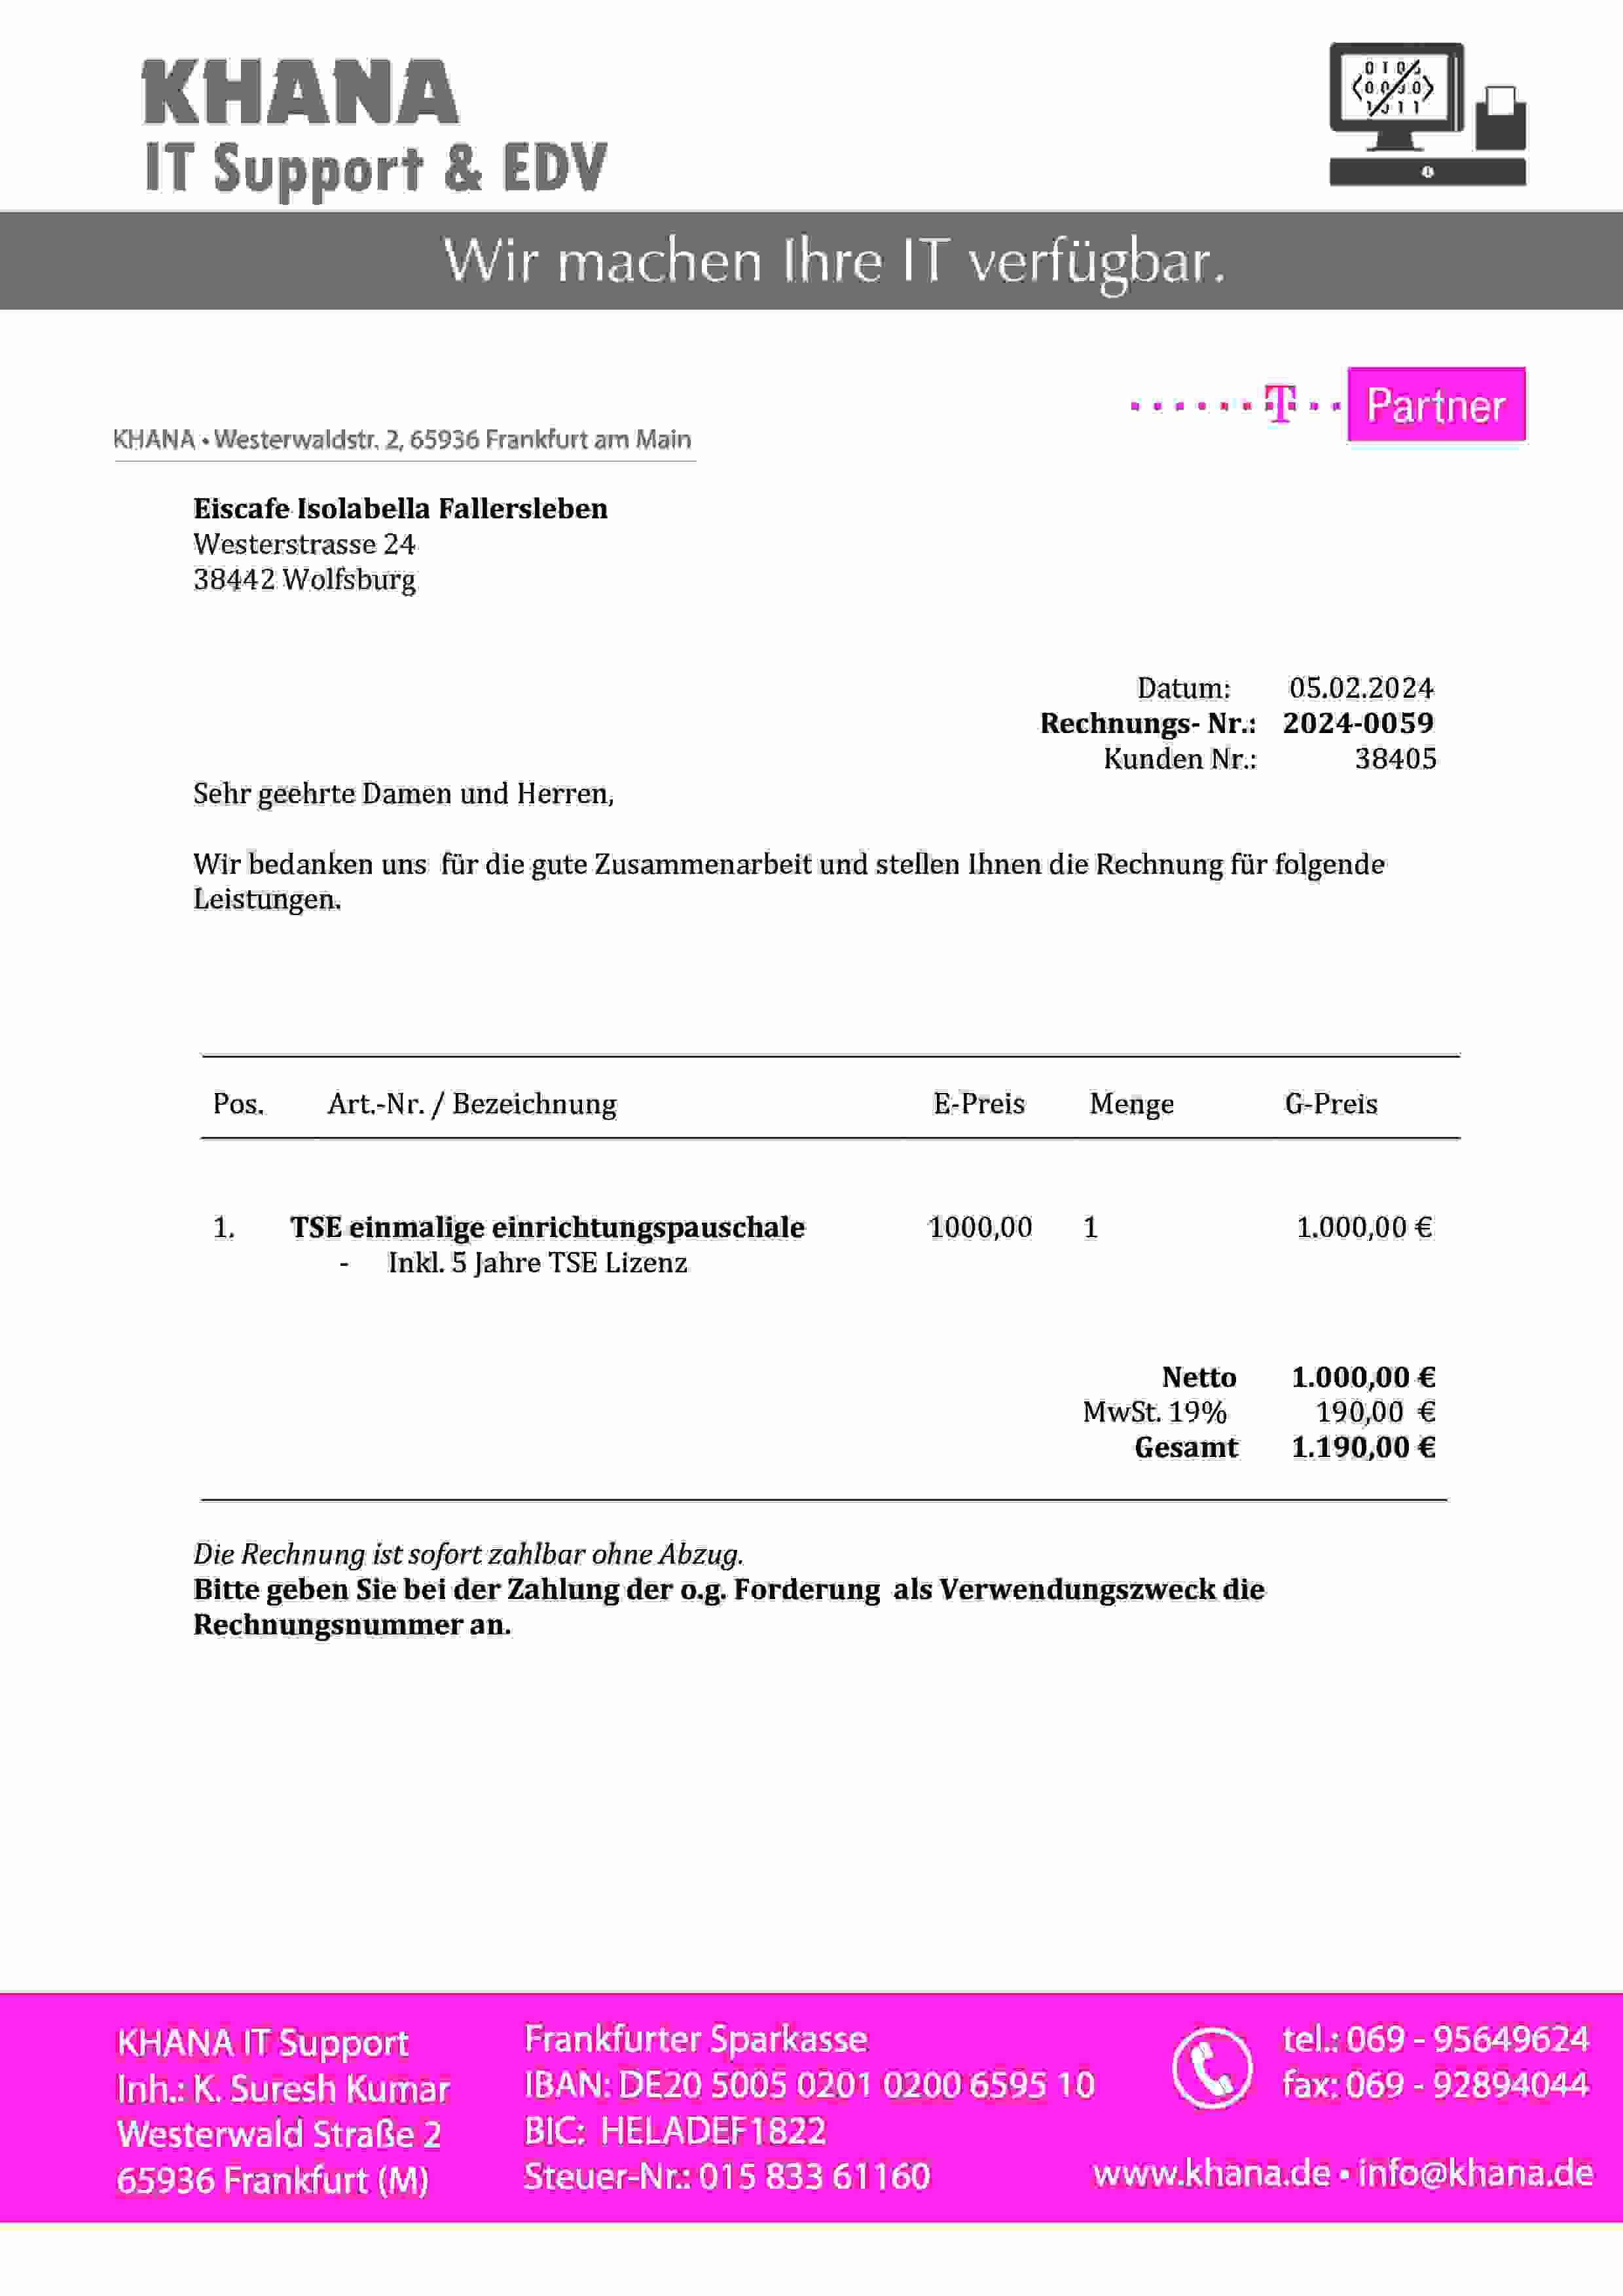 KHANA
IT Support & EDV
Wir machen Ihre IT verfügbar.
T Partner
KHANA • Westerwaldstr. 2, 65936 Frankfurt am Main
Eiscafe Isolabella Fallersleben
Westerstrasse 24
38442 Wolfsburg
Datum: 05.02.2024
Rechnungs- Nr.: 2024-0059
Kunden Nr.: 38405
Sehr geehrte Damen und Herren,
Wir bedanken uns für die gute Zusammenarbeit und stellen Ihnen die Rechnung für folgende
Leistungen.
Pos. Art.-Nr. / Bezeichnung E-Preis Menge G-Preis
1. TSE einmalige einrichtungspauschale 1000,00 1 1.000,00 €
- Inkl. 5 Jahre TSE Lizenz
Netto 1.000,00 €
MwSt. 19% 190,00 €
Gesamt 1.190,00 €
Die Rechnung ist sofort zahlbar ohne Abzug.
Bitte geben Sie bei der Zahlung der o.g. Forderung als Verwendungszweck die
Rechnungsnummer an.
KHANA IT Support
Inh.: K. Suresh Kumar
Westerwald Straße 2
65936 Frankfurt (M)
Frankfurter Sparkasse
IBAN: DE20 5005 0201 0200 6595 10
BIC: HELADEF1822
Steuer-Nr.: 015 833 61160
tel.: 069 - 95649624
fax: 069 - 92894044
www.khana.de • info@khana.de